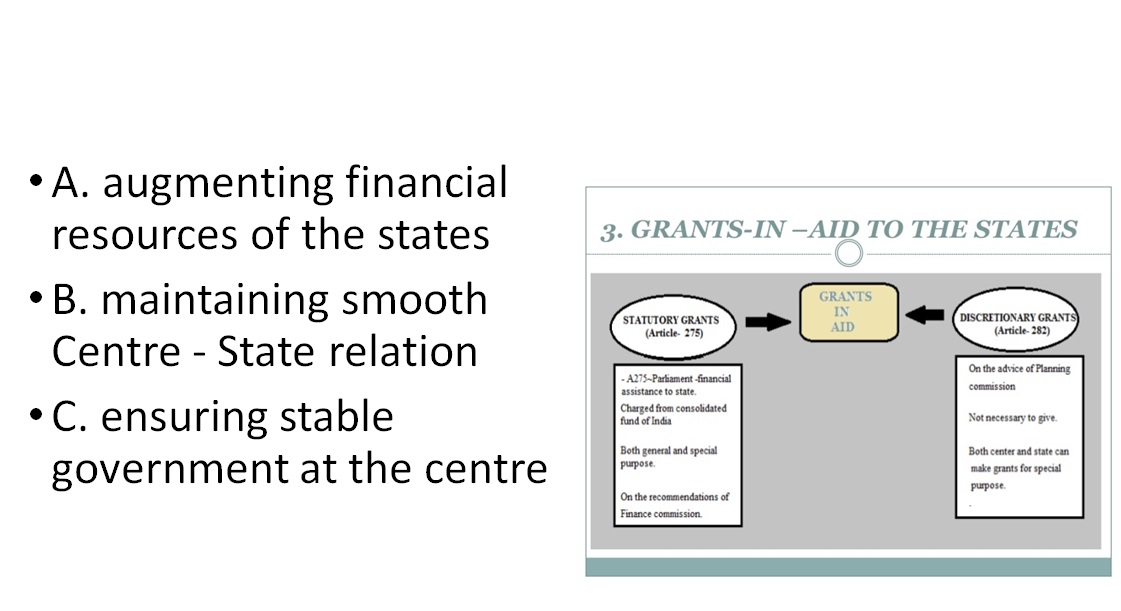 • A. augmenting financial
resources of the states
• B. maintaining smooth
Centre - State relation
• C. ensuring stable
government at the centre
3. GRANTS-IN –AID TO THE STATES
STATUTORY GRANTS
(Article- 275)
- A275~Parliament -financial
assistance to state.
Charged from consolidated
fund of India
Both general and special
purpose.
On the recommendations of
Finance commission.
GRANTS
IN
AID
DISCRETIONARY GRANTS
(Article- 282)
On the advice of Planning
commission
Not necessary to give.
Both center and state can
make grants for special
purpose.
.